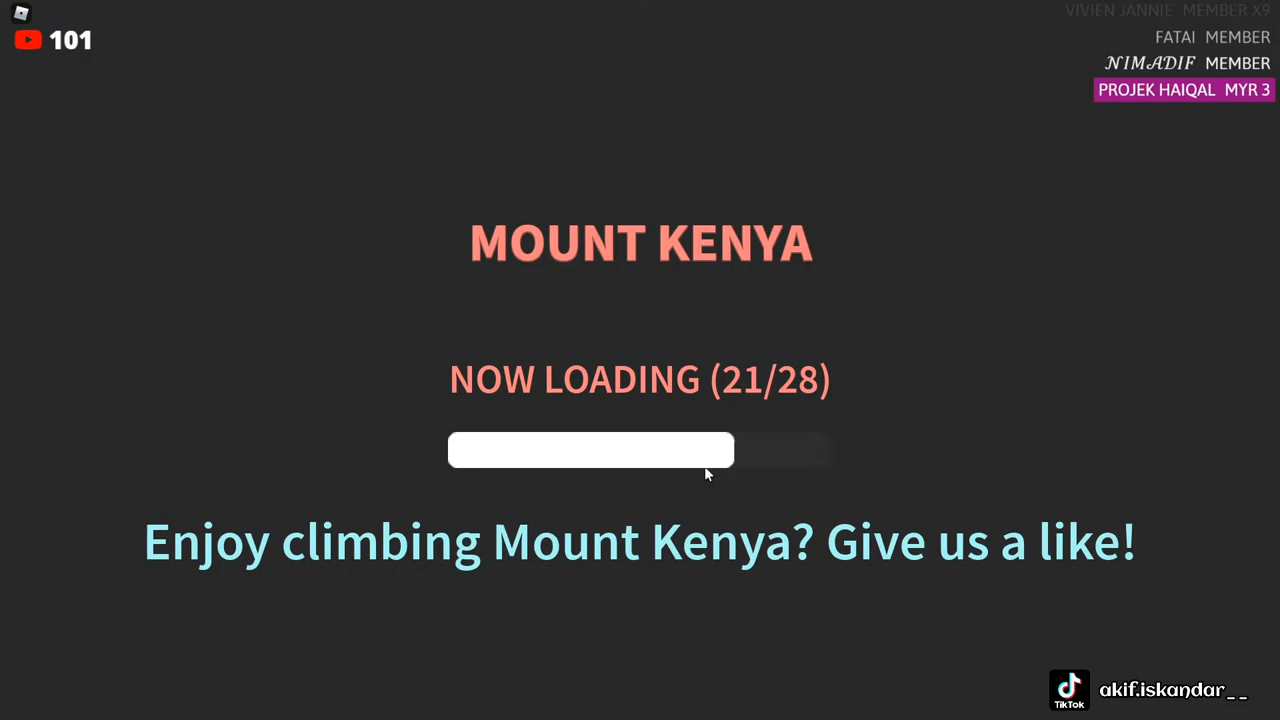 VIVIEN JANNIE MEMBER X9
101
FATAI MEMBER
NIMADIF MEMBER
PROJEK HAIQAL MYR 3
MOUNT KENYA
NOW LOADING (21/28)
Enjoy climbing Mount Kenya? Give us a like!
akif.iskandar__
TikTok